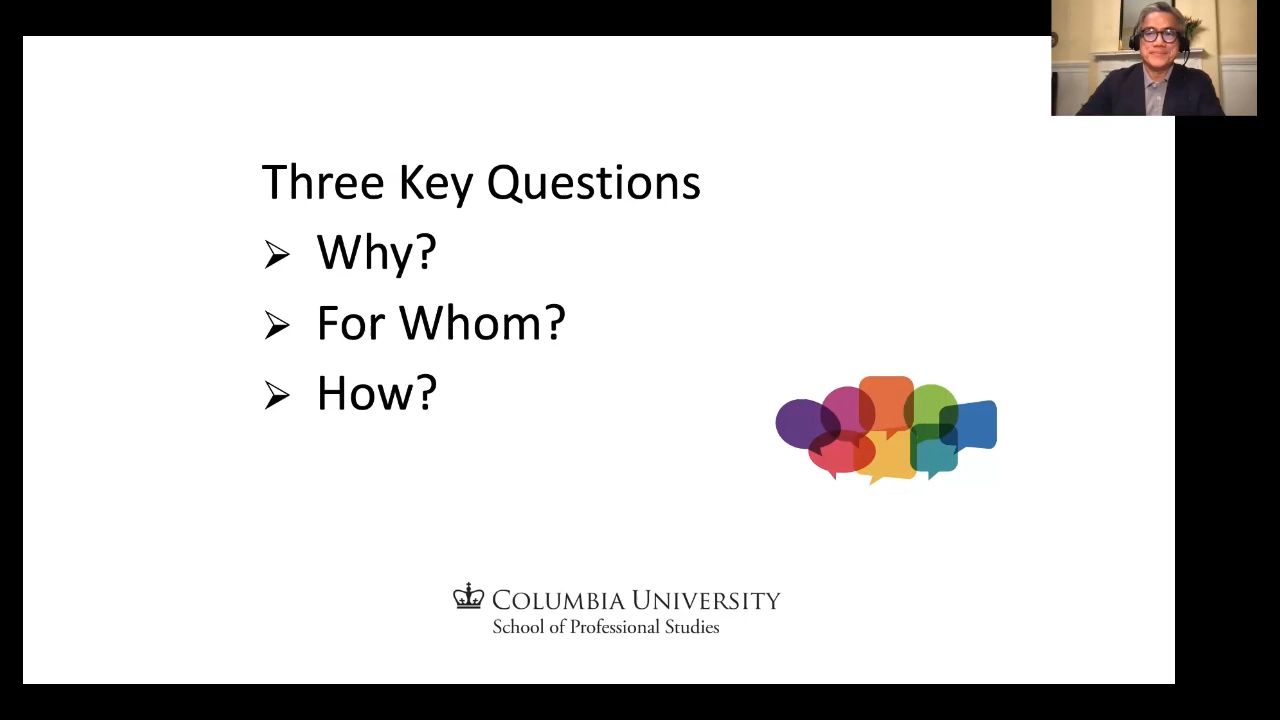 Three Key Questions
➢ Why?
➢ For Whom?
➢ How?
COLUMBIA UNIVERSITY
School of Professional Studies